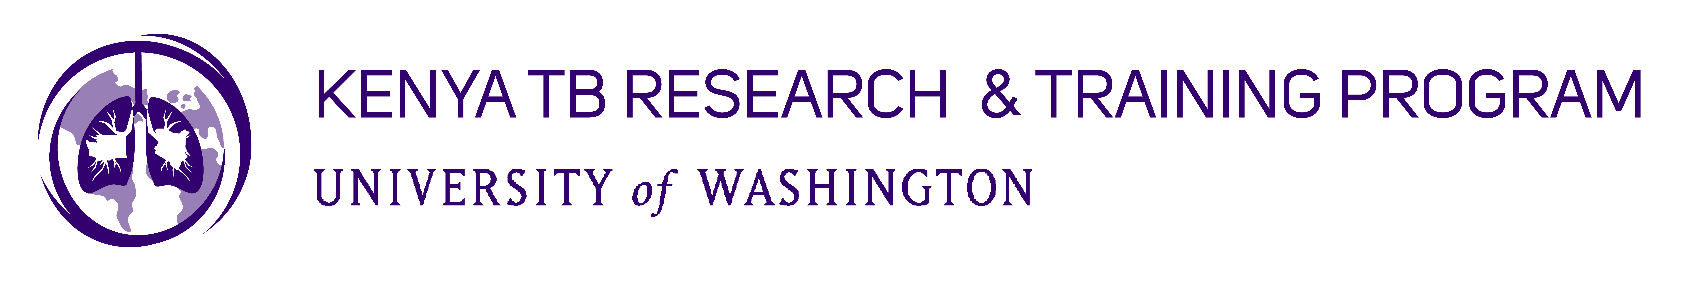 KENYA TB RESEARCH & TRAINING PROGRAM
UNIVERSITY of WASHINGTON